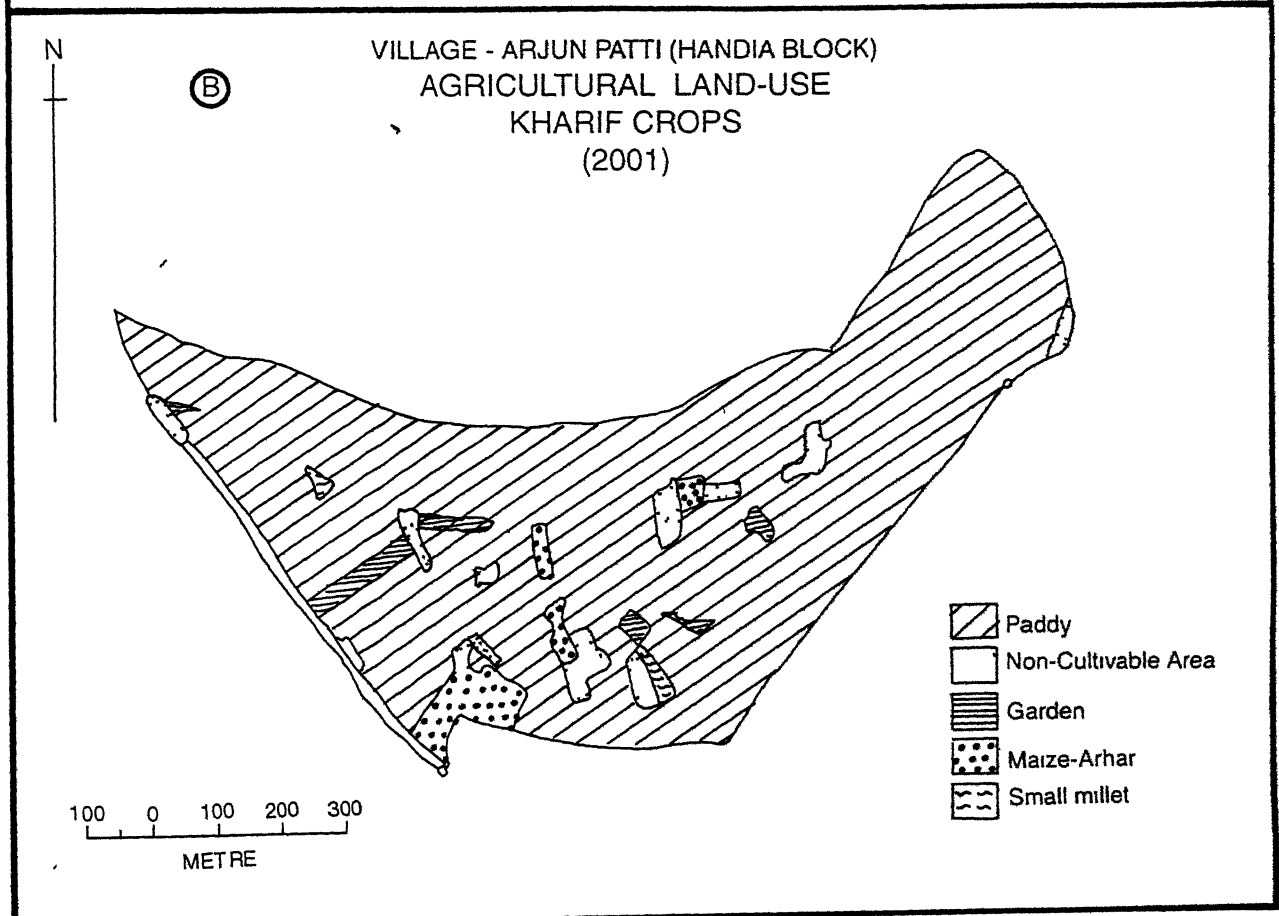 N
B
VILLAGE - ARJUN PATTI (HANDIA BLOCK)
AGRICULTURAL LAND-USE
KHARIF CROPS
(2001)
Paddy
Non-Cultivable Area
Garden
Maize-Arhar
Small millet
100 0 100 200 300
METRE